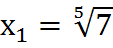 x₁ = ⁵√7